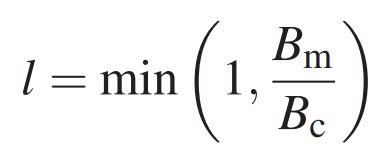 l = min(1, B_m/B_c)